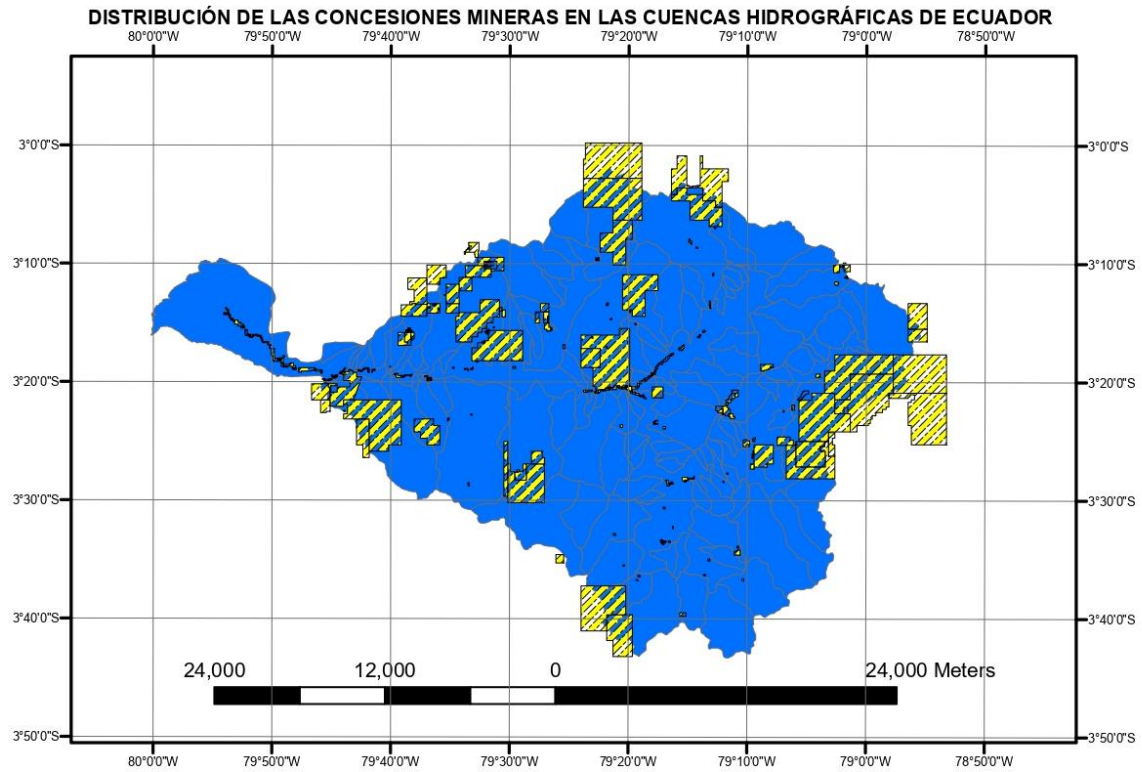 DISTRIBUCIÓN DE LAS CONCESIONES MINERAS EN LAS CUENCAS HIDROGRÁFICAS DE ECUADOR
80°0'0"W 79°50'0"W 79°40'0"W 79°30'0"W 79°20'0"W 79°10'0"W 79°0'0"W 78°50'0"W
3°0'0"S 3°0'0"S
3°10'0"S 3°10'0"S
3°20'0"S 3°20'0"S
3°30'0"S 3°30'0"S
3°40'0"S 3°40'0"S
24,000 12,000 0 24,000 Meters
3°50'0"S 3°50'0"S
80°0'0"W 79°50'0"W 79°40'0"W 79°30'0"W 79°20'0"W 79°10'0"W 79°0'0"W 78°50'0"W